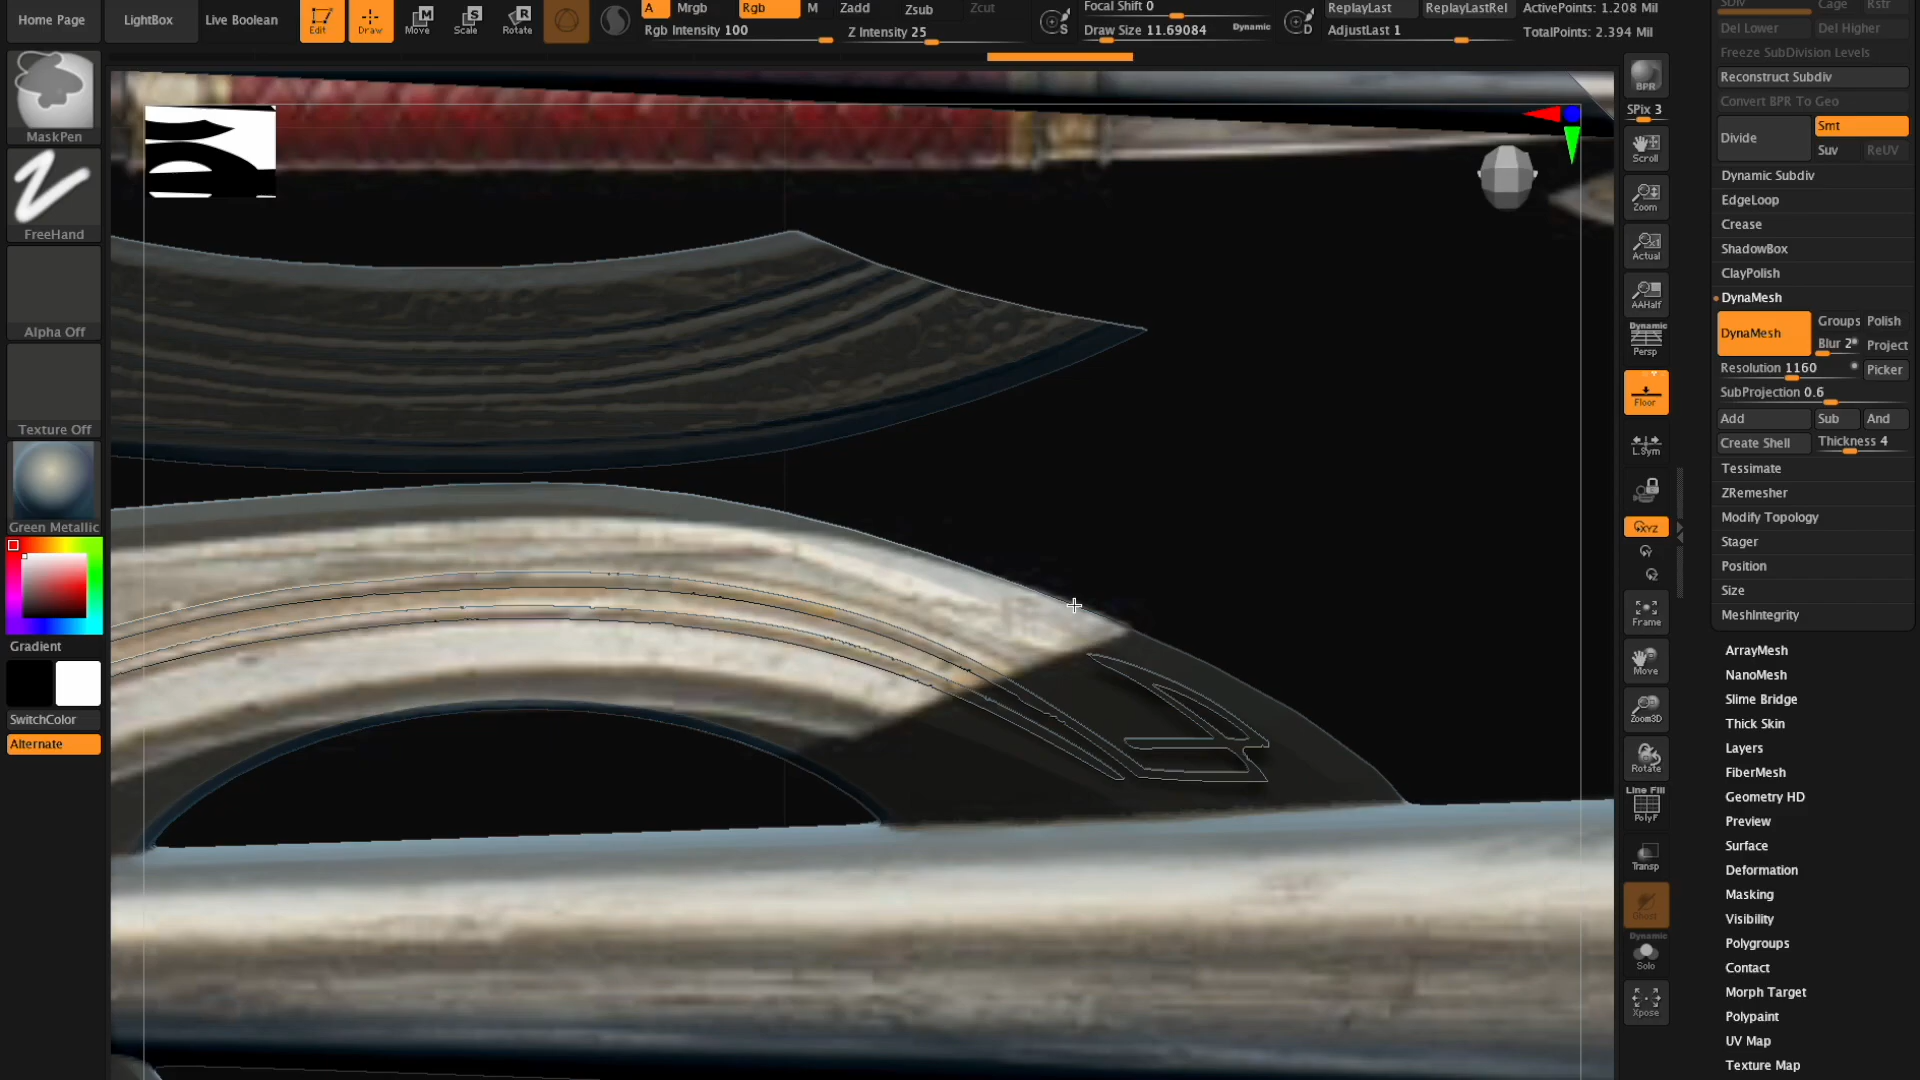 Home Page
LightBox
Live Boolean
Edit
Draw
Move
Scale
Rotate
A
Mrgb
Rgb
M
Zadd
Zsub
Zcut
Rgb Intensity 100
Z Intensity 25
Focal Shift 0
Draw Size 11.69084
Dynamic
ReplayLast
ReplayLastRel
AdjustLast 1
ActivePoints: 1.208 Mil
TotalPoints: 2.394 Mil
MaskPen
FreeHand
Alpha Off
Texture Off
Green Metallic
Gradient
SwitchColor
Alternate
BPR
SPix 3
Scroll
Zoom
Actual
AAHalf
Dynamic
Persp
Floor
L.Sym
XYZ
Frame
Move
Zoom3D
Rotate
Line Fill
PolyF
Transp
Ghost
Dynamic
Solo
Xpose
SDiv
Cage
Rstr
Del Lower
Del Higher
Freeze SubDivision Levels
Reconstruct Subdiv
Convert BPR To Geo
Divide
Smt
Suv
ReUV
Dynamic Subdiv
EdgeLoop
Crease
ShadowBox
ClayPolish
DynaMesh
DynaMesh
Groups
Polish
Blur 2
Project
Resolution 1160
Picker
SubProjection 0.6
Add
Sub
And
Create Shell
Thickness 4
Tessimate
ZRemesher
Modify Topology
Stager
Position
Size
MeshIntegrity
ArrayMesh
NanoMesh
Slime Bridge
Thick Skin
Layers
FiberMesh
Geometry HD
Preview
Surface
Deformation
Masking
Visibility
Polygroups
Contact
Morph Target
Polypaint
UV Map
Texture Map